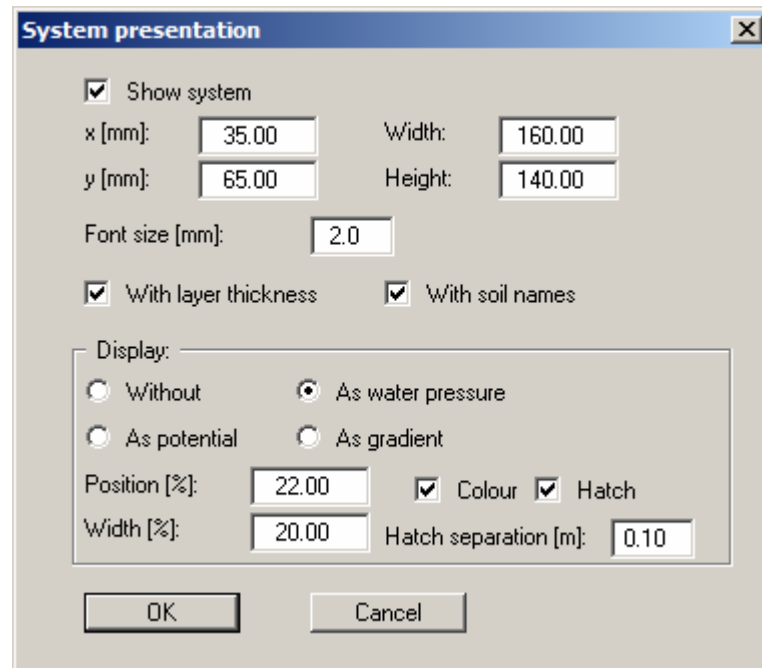 System presentation
Show system
x [mm]: 35.00 Width: 160.00
y [mm]: 65.00 Height: 140.00
Font size [mm]: 2.0
With layer thickness With soil names
Display:
Without As water pressure
As potential As gradient
Position [%]: 22.00 Colour Hatch
Width [%]: 20.00 Hatch separation [m]: 0.10
OK Cancel